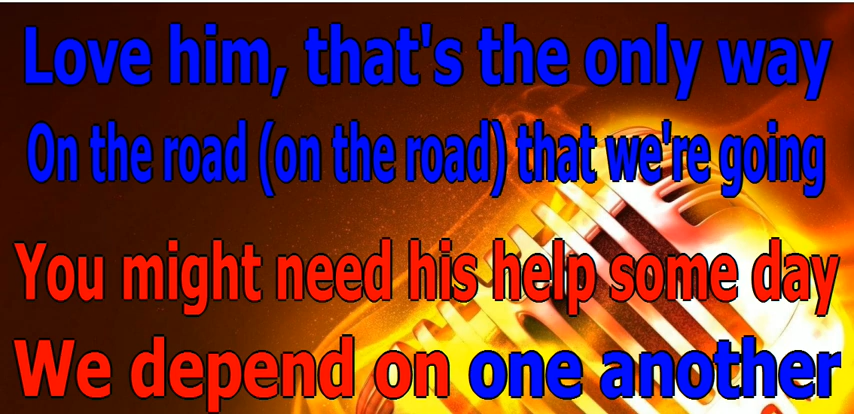 Love him, that's the only way
On the road (on the road) that we're going
You might need his help some day
We depend on one another